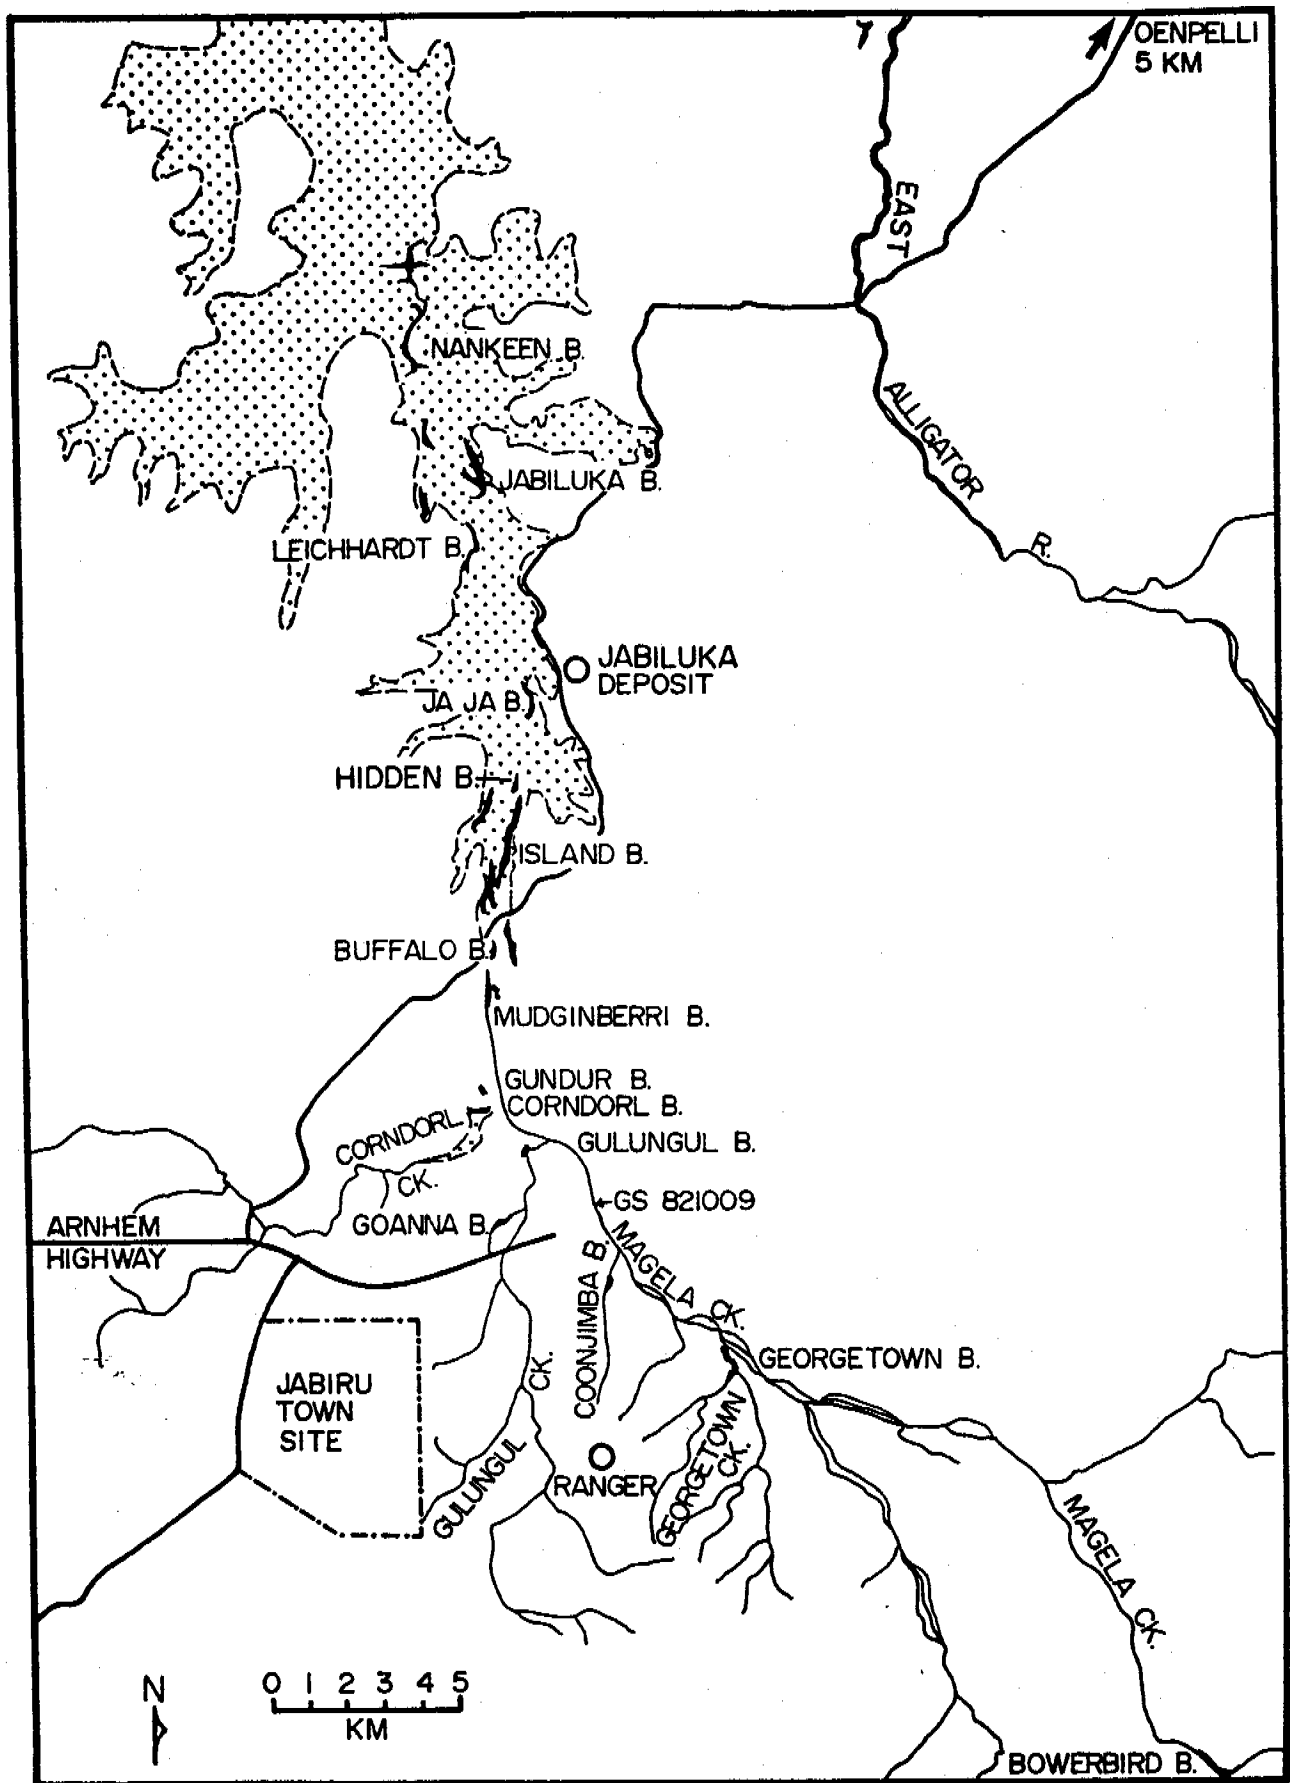 OENPELLI
5 KM
EAST
NANKEEN B.
ALLIGATOR
R.
JABILUKA B.
LEICHHARDT B.
JABILUKA
DEPOSIT
JA JA B.
HIDDEN B.
ISLAND B.
BUFFALO B.
MUDGINBERRI B.
GUNDUR B.
CORNDORL B.
CORNDORL
CK.
GULUNGUL B.
GS 821009
ARNHEM
HIGHWAY
GOANNA B.
MAGELA CK.
COONJIMBA B.
GEORGETOWN B.
JABIRU
TOWN
SITE
GULUNGUL
CK.
RANGER
GEORGETOWN
CK.
MAGELA CK.
N
0 1 2 3 4 5
KM
BOWERBIRD B.